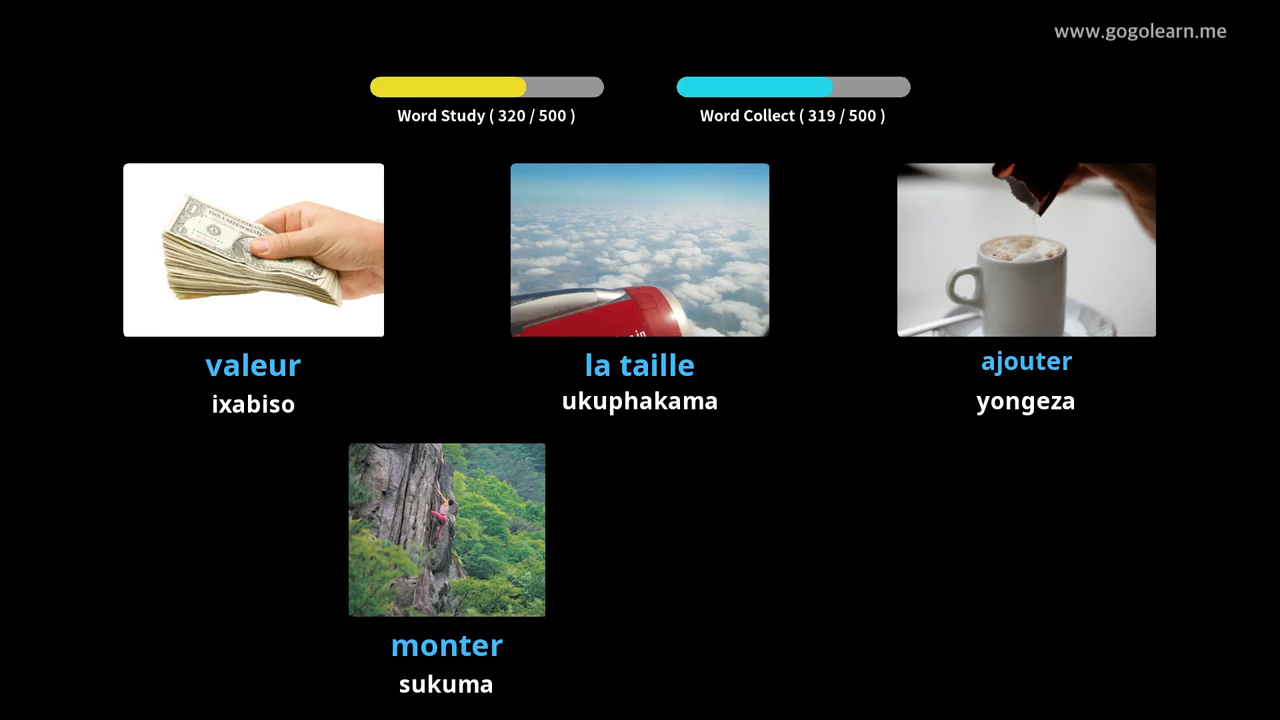 www.gogolearn.me
Word Study ( 320 / 500 )
Word Collect ( 319 / 500 )
valeur
ixabiso
la taille
ukuphakama
ajouter
yongeza
monter
sukuma